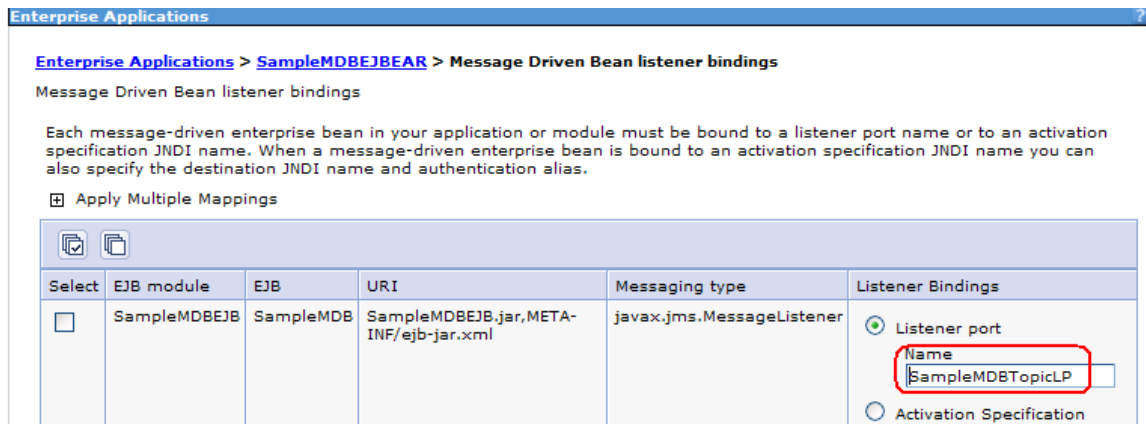 Enterprise Applications ?
Enterprise Applications > SampleMDBEJBEAR > Message Driven Bean listener bindings
Message Driven Bean listener bindings
Each message-driven enterprise bean in your application or module must be bound to a listener port name or to an activation
specification JNDI name. When a message-driven enterprise bean is bound to an activation specification JNDI name you can
also specify the destination JNDI name and authentication alias.
Apply Multiple Mappings
Select EJB module EJB URI Messaging type Listener Bindings
SampleMDBEJB SampleMDB SampleMDBEJB.jar,META- javax.jms.MessageListener
INF/ejb-jar.xml
Listener port
Name
SampleMDBTopicLP
Activation Specification